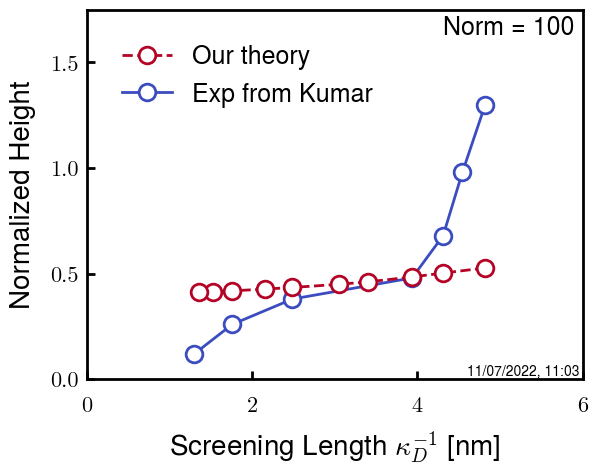 Norm = 100
Our theory
Exp from Kumar
Normalized Height
1.5
1.0
0.5
0.0
11/07/2022, 11:03
0 2 4 6
Screening Length κ_D^{-1} [nm]